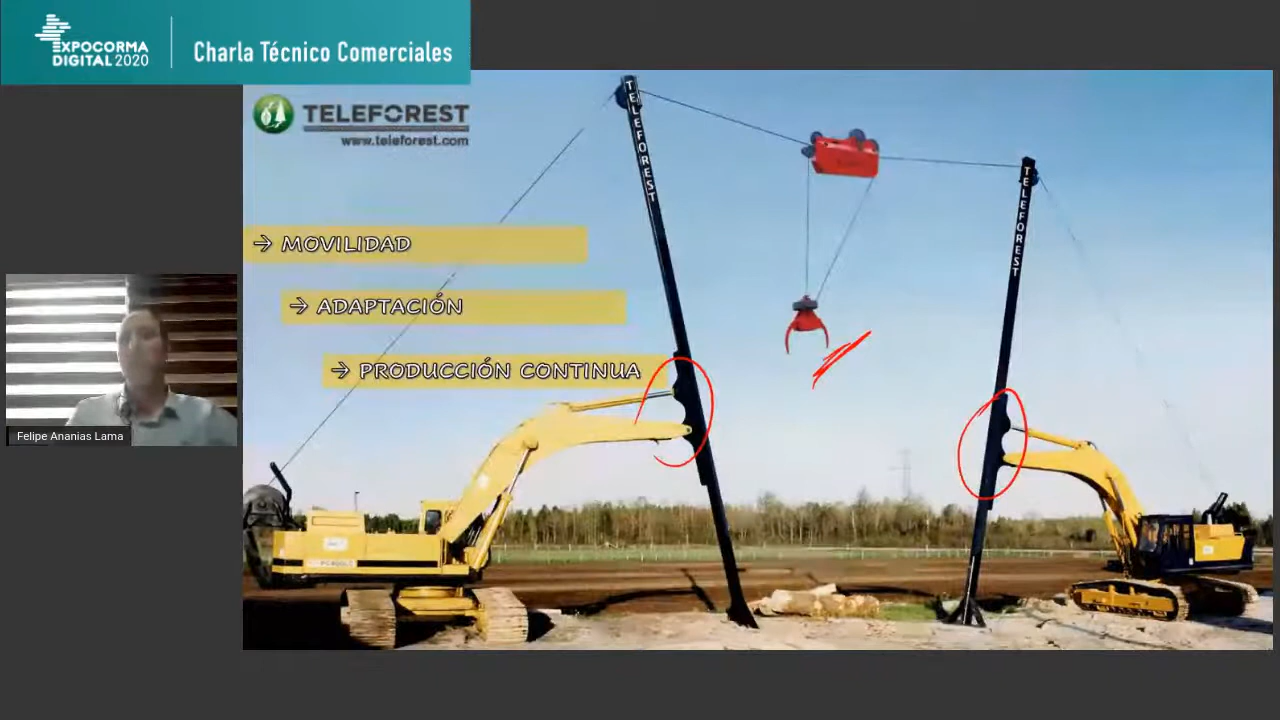 EXPOCORMA
DIGITAL 2020
Charla Técnico Comerciales
TELEFOREST
www.teleforest.com
→ MOVILIDAD
→ ADAPTACIÓN
→ PRODUCCIÓN CONTINUA
TELEFOREST
TELEFOREST
Felipe Ananias Lama